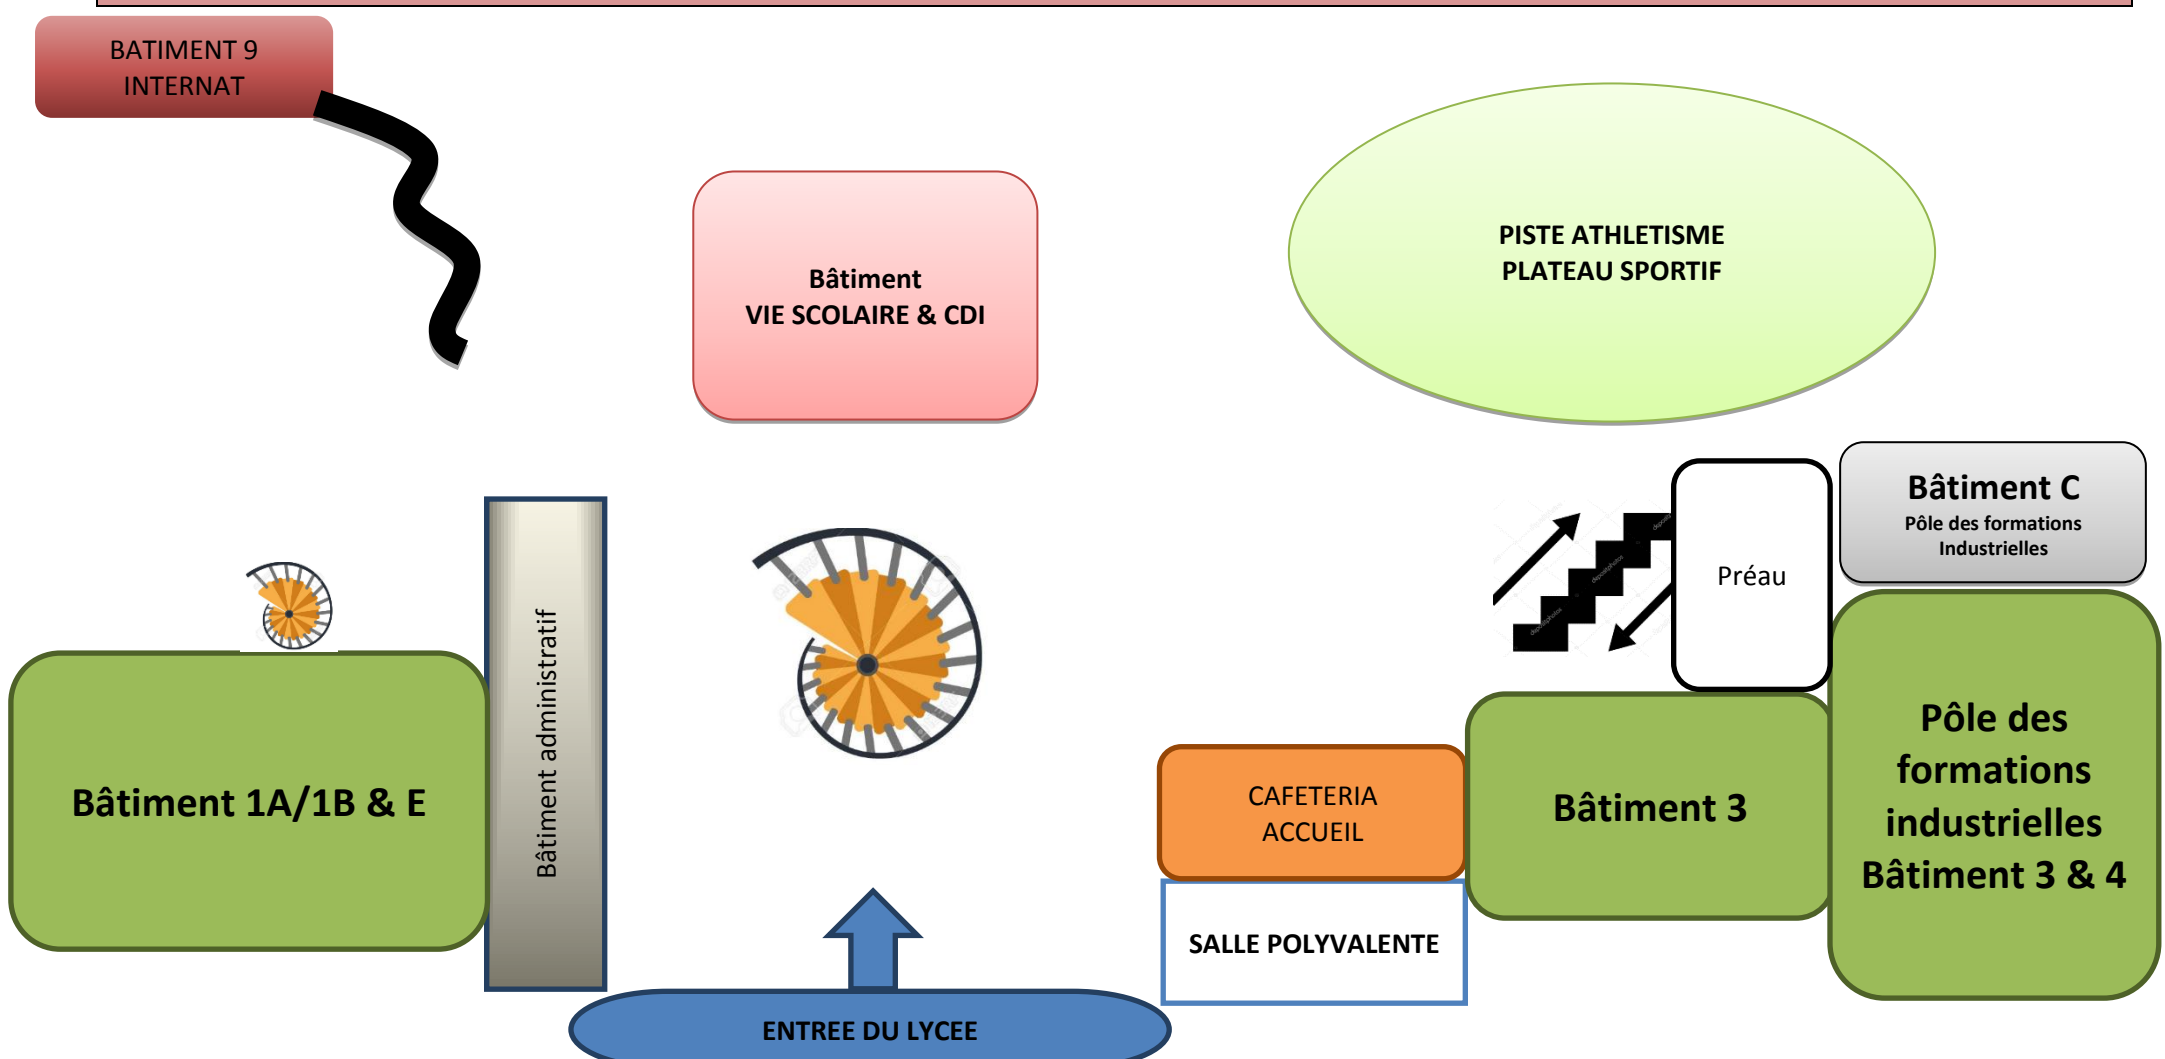 BATIMENT 9
INTERNAT
Bâtiment
VIE SCOLAIRE & CDI
PISTE ATHLETISME
PLATEAU SPORTIF
Bâtiment C
Pôle des formations
Industrielles
Préau
Bâtiment administratif
Bâtiment 1A/1B & E
CAFETERIA
ACCUEIL
Bâtiment 3
Pôle des
formations
industrielles
Bâtiment 3 & 4
SALLE POLYVALENTE
ENTREE DU LYCEE
depositphotos
depositphotos